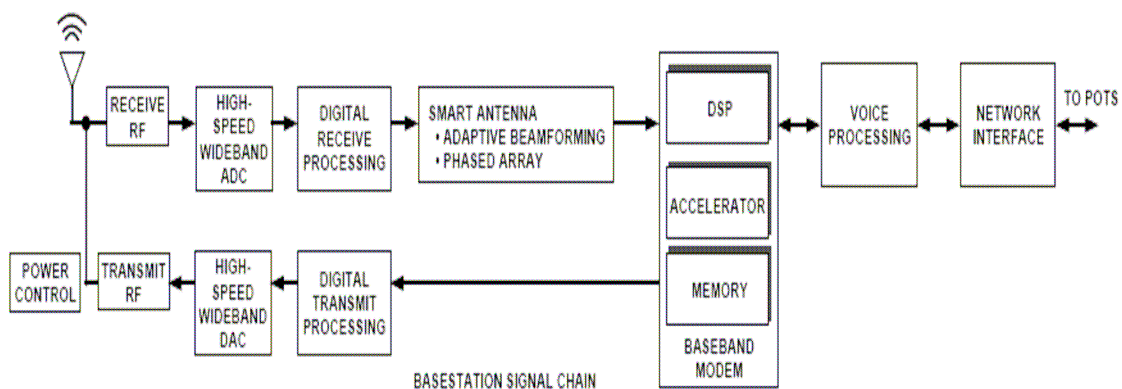 RECEIVE
RF
HIGH-
SPEED
WIDEBAND
ADC
DIGITAL
RECEIVE
PROCESSING
SMART ANTENNA
• ADAPTIVE BEAMFORMING
• PHASED ARRAY
DSP
ACCELERATOR
MEMORY
BASEBAND
MODEM
VOICE
PROCESSING
NETWORK
INTERFACE
TO POTS
POWER
CONTROL
TRANSMIT
RF
HIGH-
SPEED
WIDEBAND
DAC
DIGITAL
TRANSMIT
PROCESSING
BASESTATION SIGNAL CHAIN